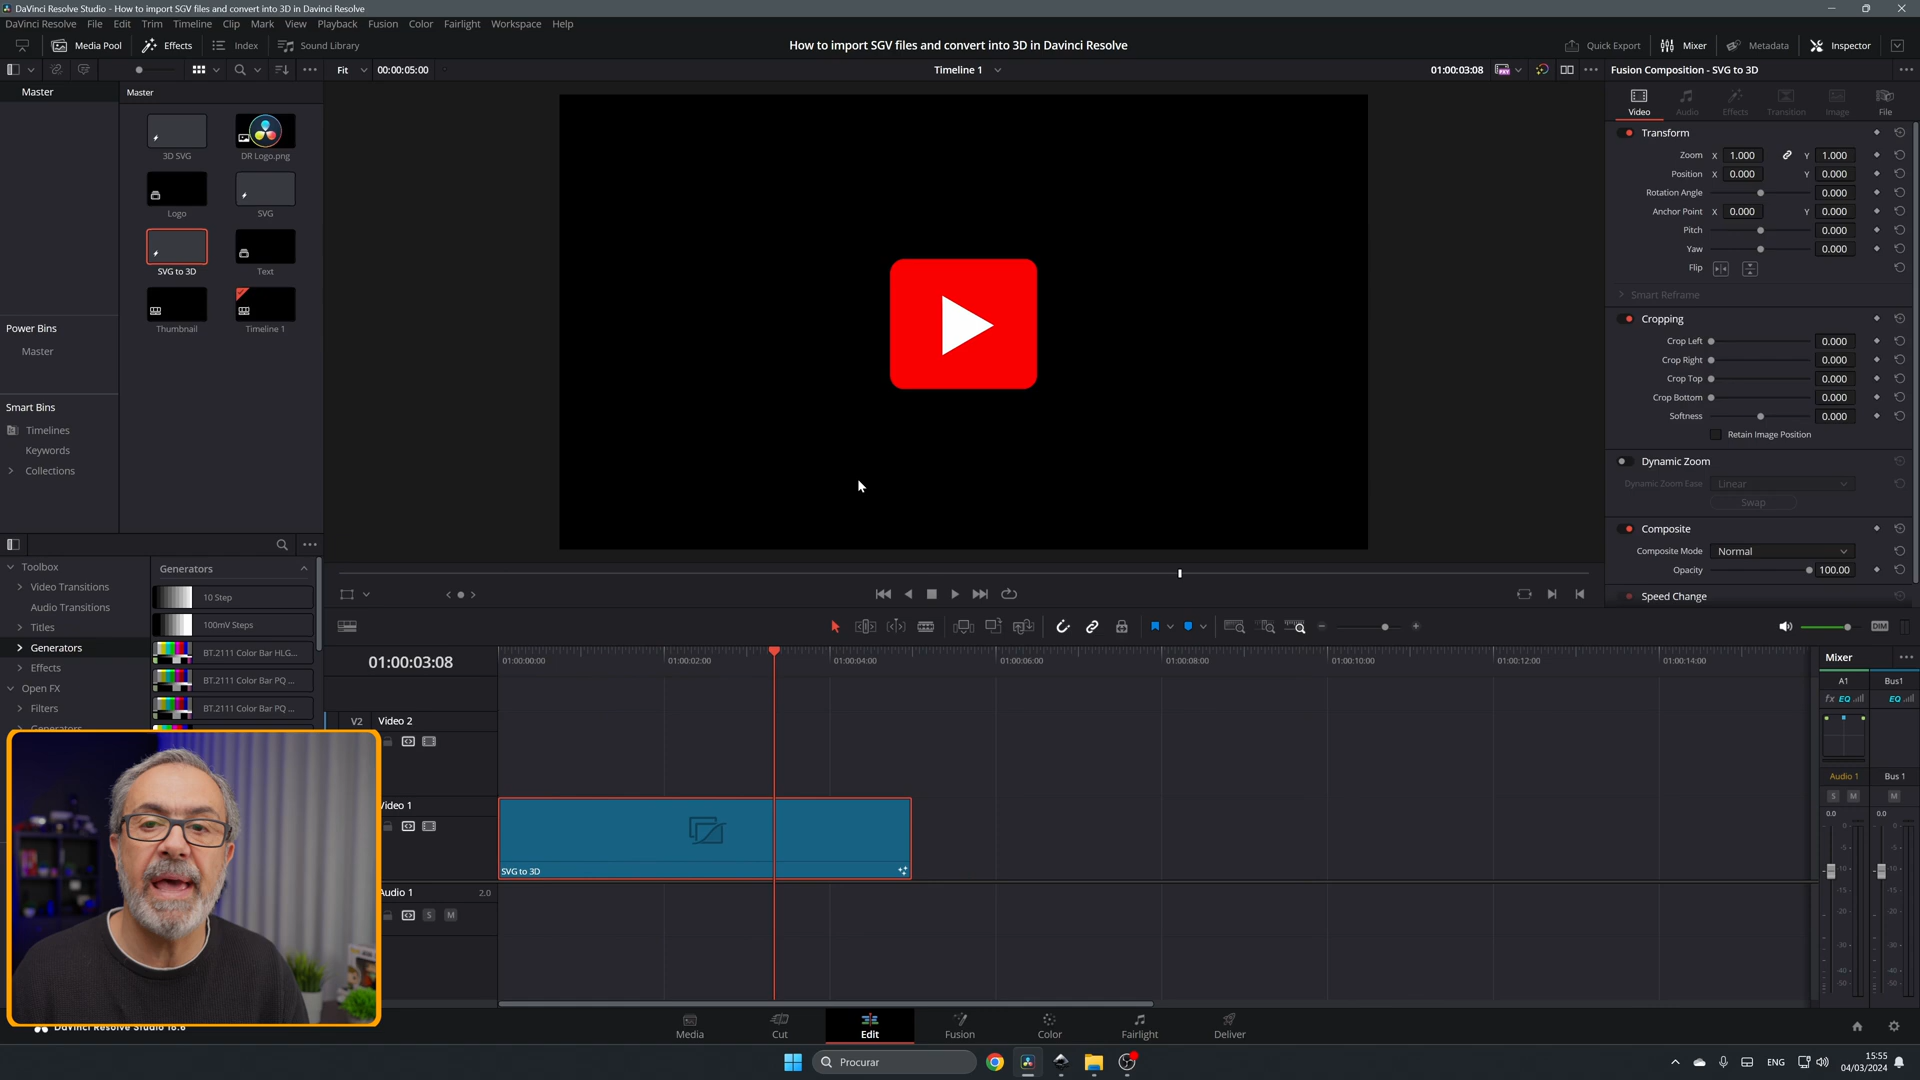 DaVinci Resolve Studio - How to import SGV files and convert into 3D in Davinci Resolve
DaVinci Resolve File Edit Trim Timeline Clip Mark View Playback Fusion Color Fairlight Workspace Help
Media Pool Effects Index Sound Library
How to import SGV files and convert into 3D in Davinci Resolve
Quick Export Mixer Metadata Inspector
Fit 00:00:05:00
Timeline 1
01:00:03:08
Fusion Composition - SVG to 3D
Master
Master
3D SVG
DR Logo.png
Logo
SVG
SVG to 3D
Text
Thumbnail
Timeline 1
Power Bins
Master
Smart Bins
Timelines
Keywords
Collections
Video Audio Effects Transition Image File
Transform
Zoom X 1.000 Y 1.000
Position X 0.000 Y 0.000
Rotation Angle 0.000
Anchor Point X 0.000 Y 0.000
Pitch 0.000
Yaw 0.000
Flip
Smart Reframe
Cropping
Crop Left 0.000
Crop Right 0.000
Crop Top 0.000
Crop Bottom 0.000
Softness 0.000
Retain Image Position
Dynamic Zoom
Dynamic Zoom Ease Linear
Swap
Composite
Composite Mode Normal
Opacity 100.00
Speed Change
Toolbox
Video Transitions
Audio Transitions
Titles
Generators
Effects
Open FX
Filters
Generators
Generators
10 Step
100mV Steps
BT.2111 Color Bar HLG...
BT.2111 Color Bar PQ ...
BT.2111 Color Bar PQ ...
DIM
01:00:03:08
01:00:00:00 01:00:02:00 01:00:04:00 01:00:06:00 01:00:08:00 01:00:10:00 01:00:12:00 01:00:14:00
V2 Video 2
Video 1
SVG to 3D
Audio 1 2.0
S M
Mixer
A1 Bus1
fx EQ EQ
Audio 1 Bus 1
S M M
0.0 0.0
DaVinci Resolve Studio 18.6
Media Cut Edit Fusion Color Fairlight Deliver
Procurar
ENG
15:55
04/03/2024